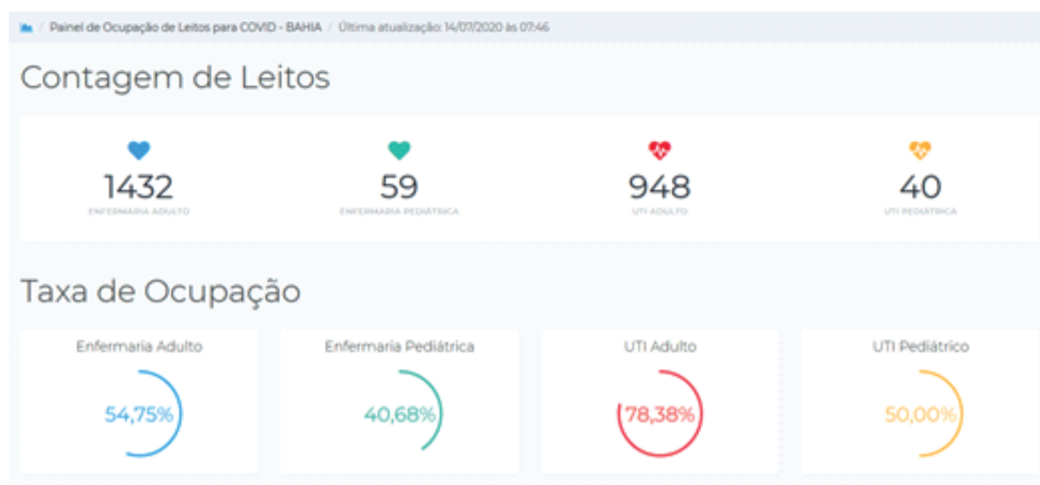 / Painel de Ocupação de Leitos para COVID - BAHIA / Última atualização: 14/07/2020 às 07:46
Contagem de Leitos
1432 59 948 40
ENFERMARIA ADULTO ENFERMARIA PEDIÁTRICA UTI ADULTO UTI PEDIÁTRICA
Taxa de Ocupação
Enfermaria Adulto Enfermaria Pediátrica UTI Adulto UTI Pediátrico
54,75% 40,68% 78,38% 50,00%